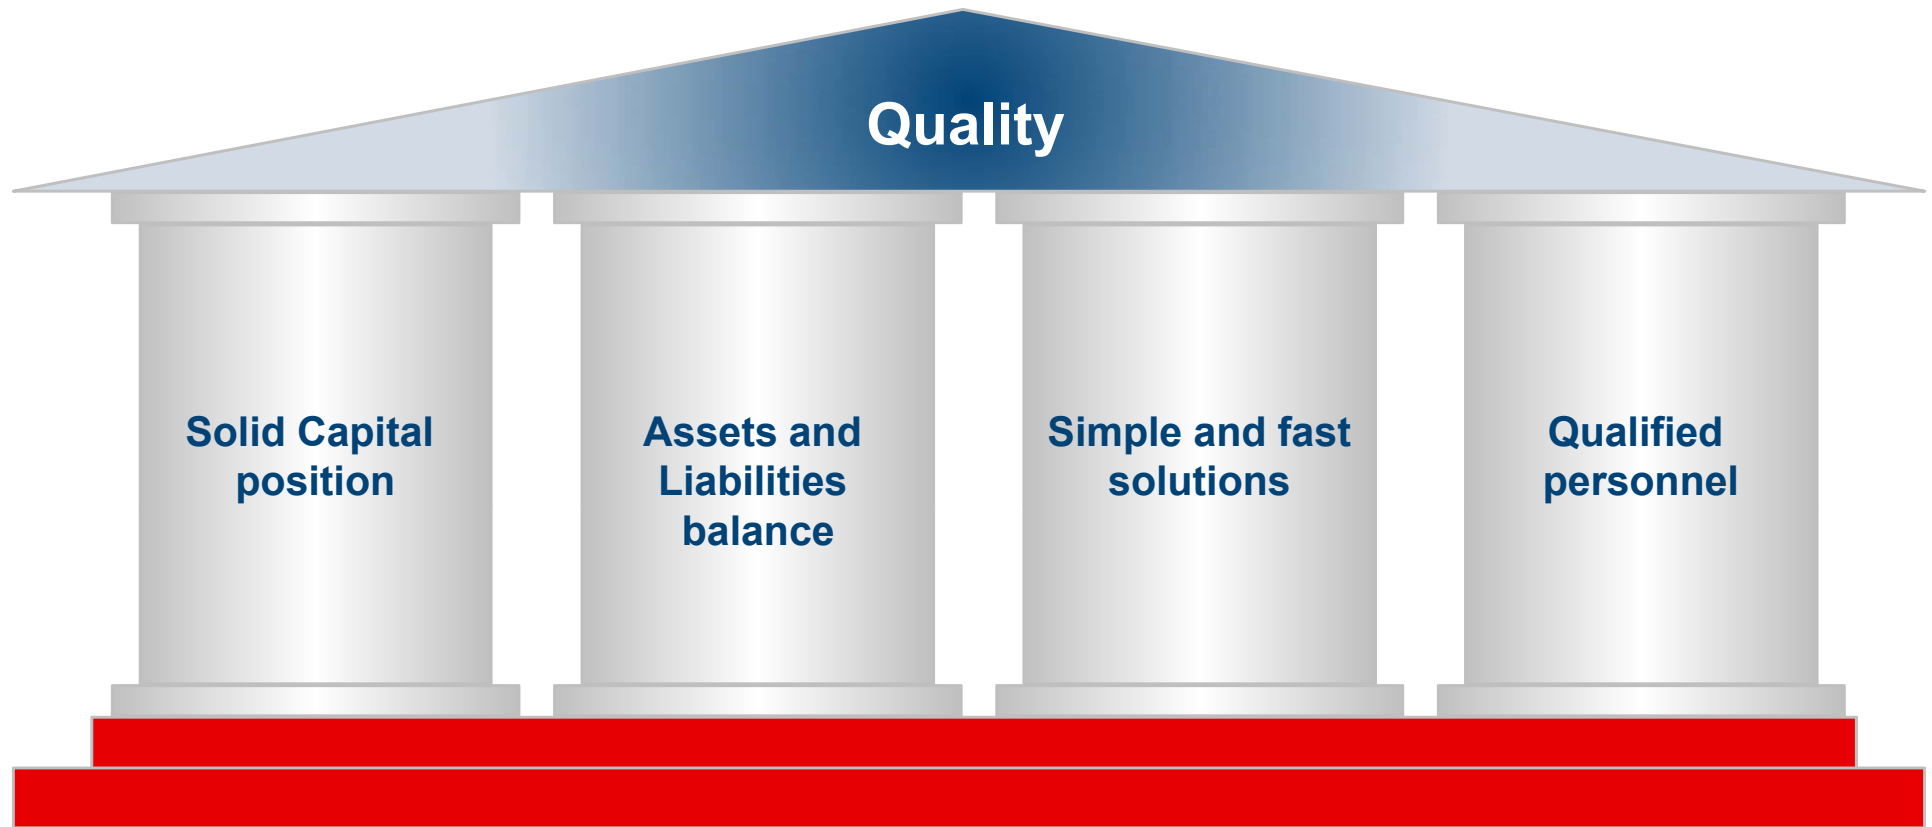 Quality
Solid Capital
position
Assets and
Liabilities
balance
Simple and fast
solutions
Qualified
personnel